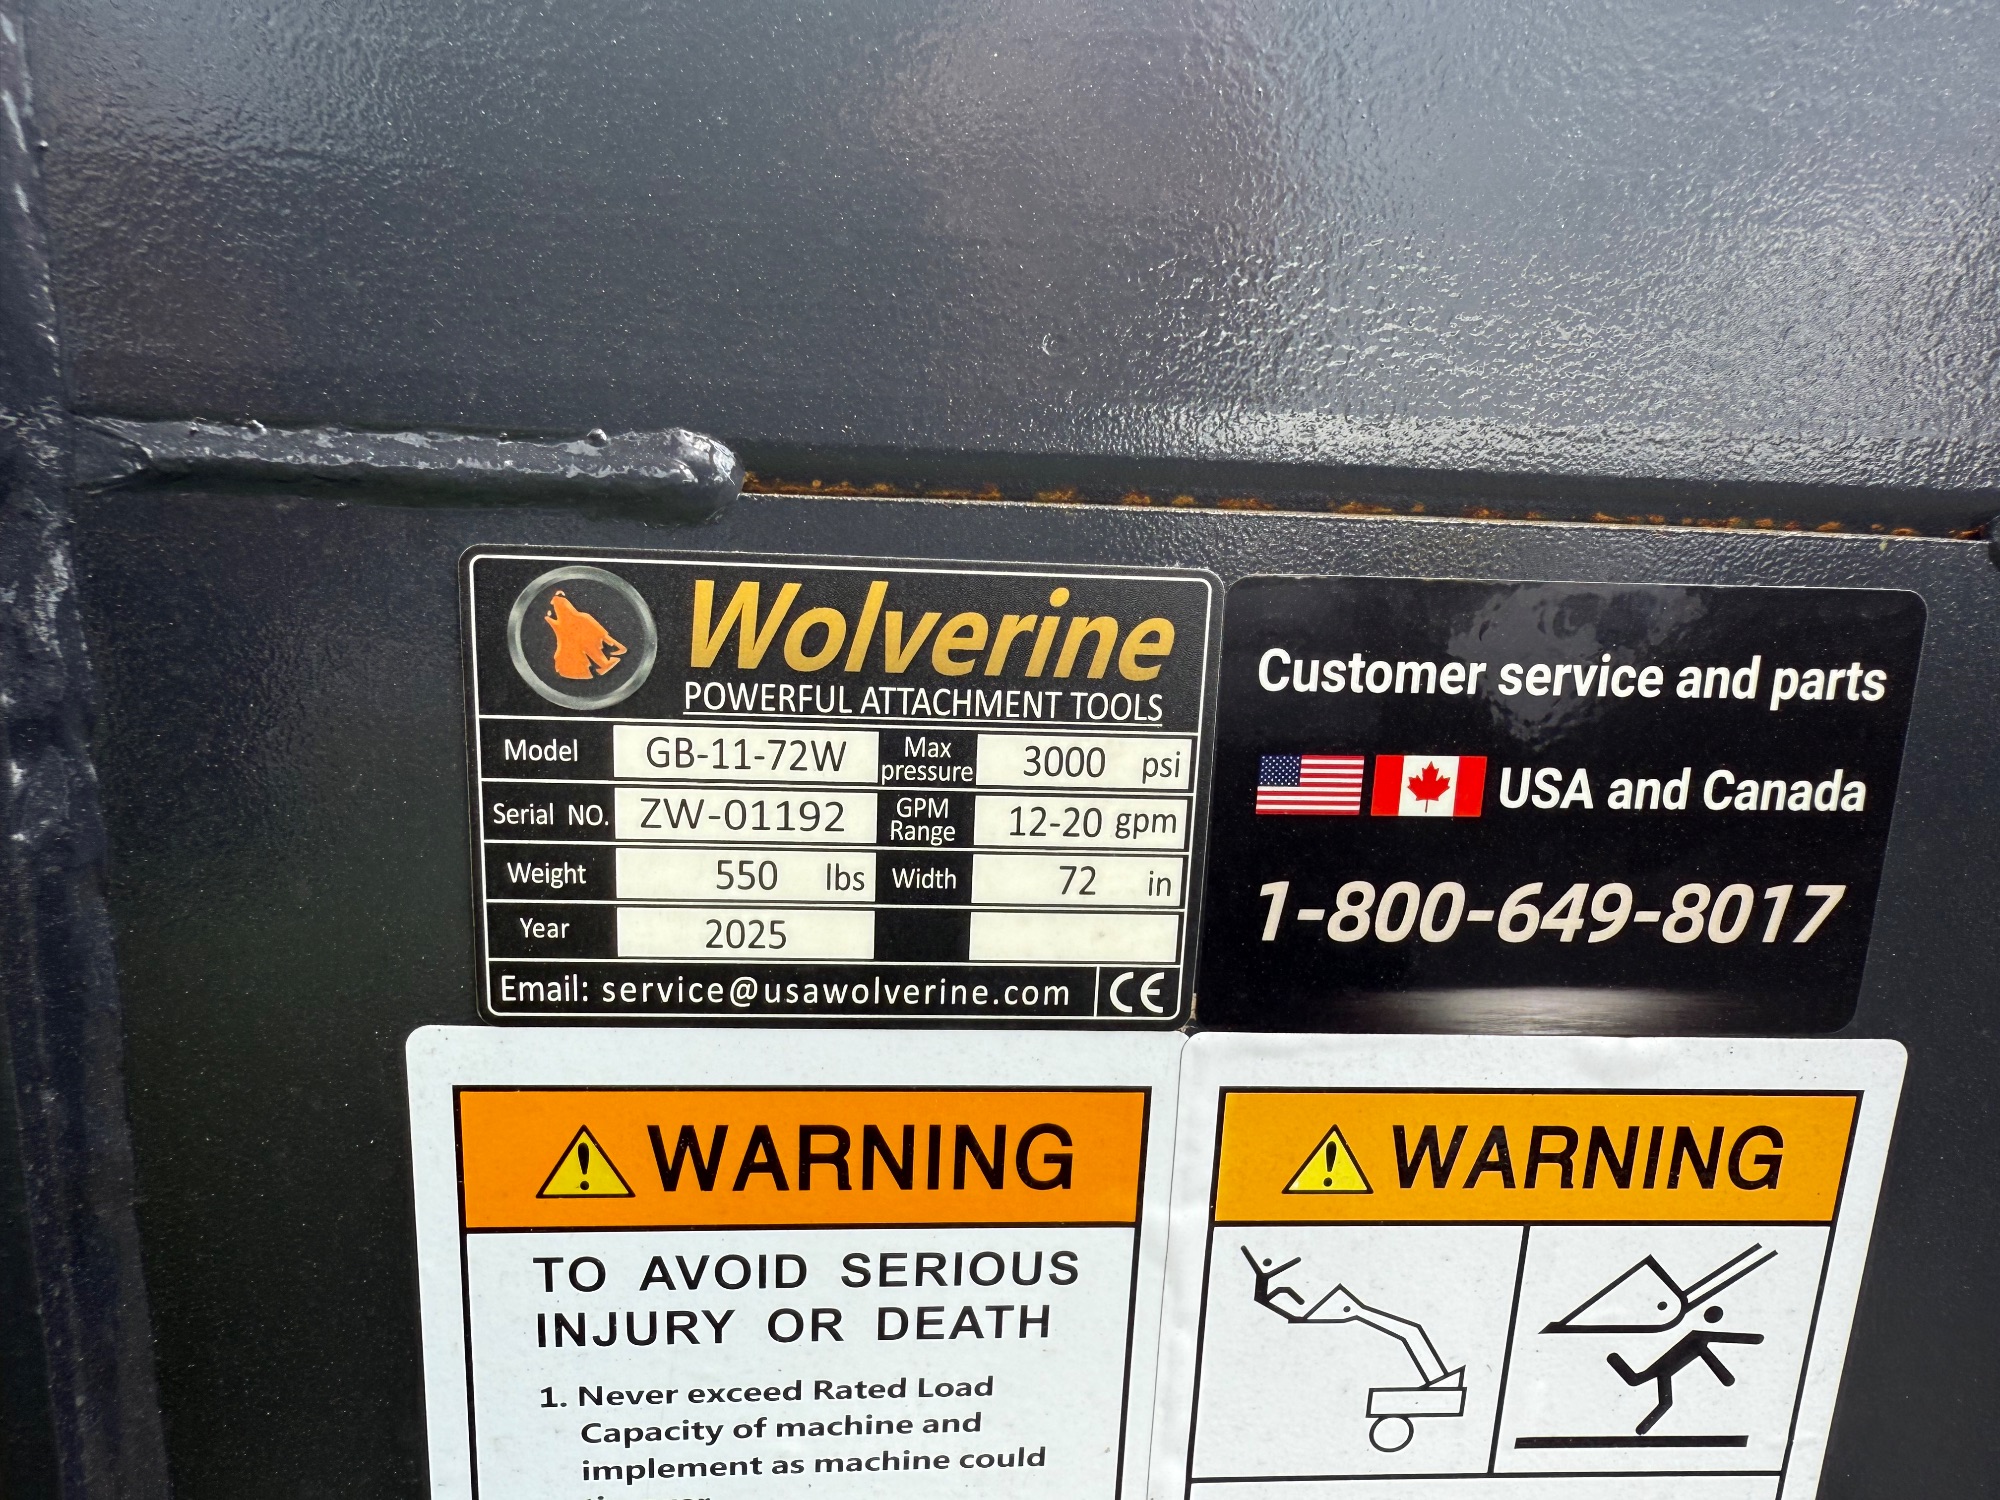 Wolverine
POWERFUL ATTACHMENT TOOLS
Model GB-11-72W Max pressure 3000 psi
Serial NO. ZW-01192 GPM Range 12-20 gpm
Weight 550 lbs Width 72 in
Year 2025
Email: service@usawolverine.com CE
Customer service and parts
USA and Canada
1-800-649-8017
WARNING
TO AVOID SERIOUS
INJURY OR DEATH
1. Never exceed Rated Load
Capacity of machine and
implement as machine could
WARNING